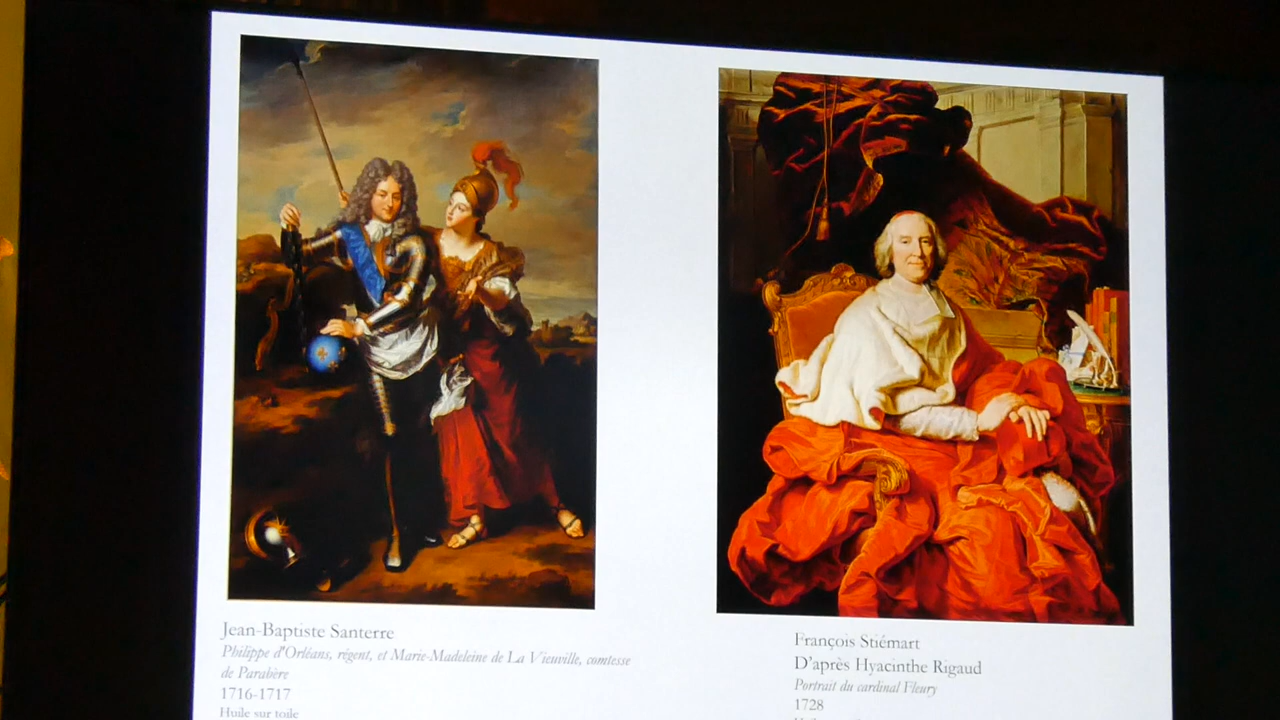 Jean-Baptiste Santerre
Philippe d'Orléans, régent, et Marie-Madeleine de La Vieuville, comtesse
de Parabère
1716-1717
Huile sur toile
François Stiémart
D'après Hyacinthe Rigaud
Portrait du cardinal Fleury
1728